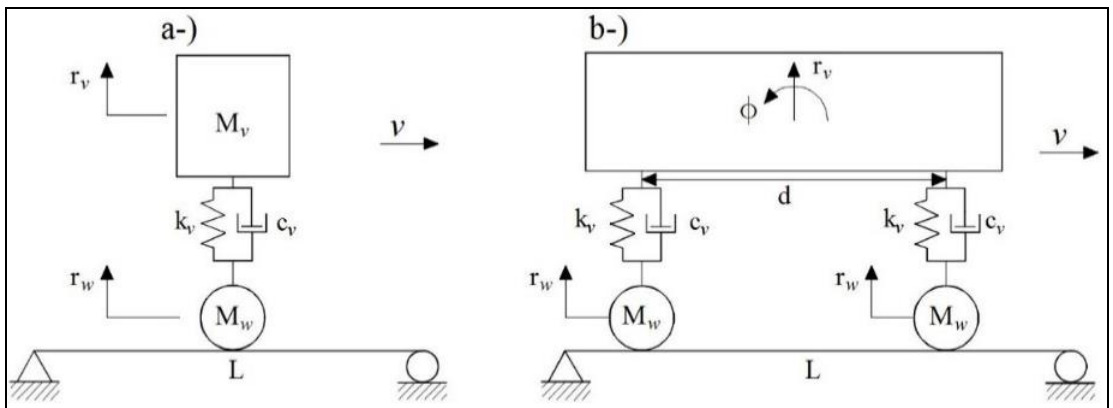 a-)
r_v
M_v
v
k_v c_v
r_w
M_w
L
b-)
r_v
ϕ
v
d
k_v c_v
k_v c_v
r_w
M_w
r_w
M_w
L